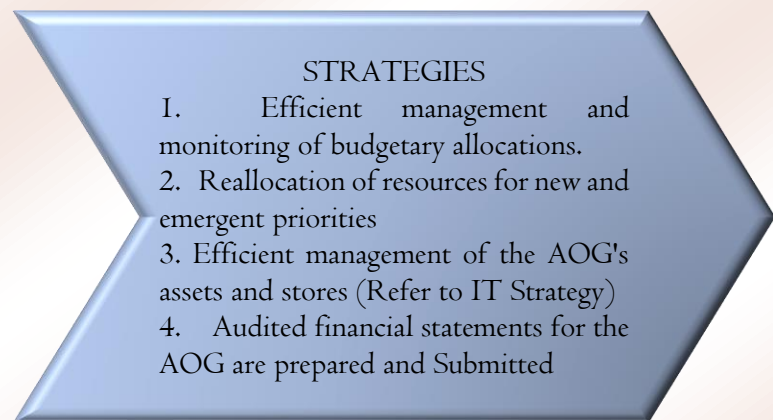 STRATEGIES
1. Efficient management and
monitoring of budgetary allocations.
2. Reallocation of resources for new and
emergent priorities
3. Efficient management of the AOG's
assets and stores (Refer to IT Strategy)
4. Audited financial statements for the
AOG are prepared and Submitted